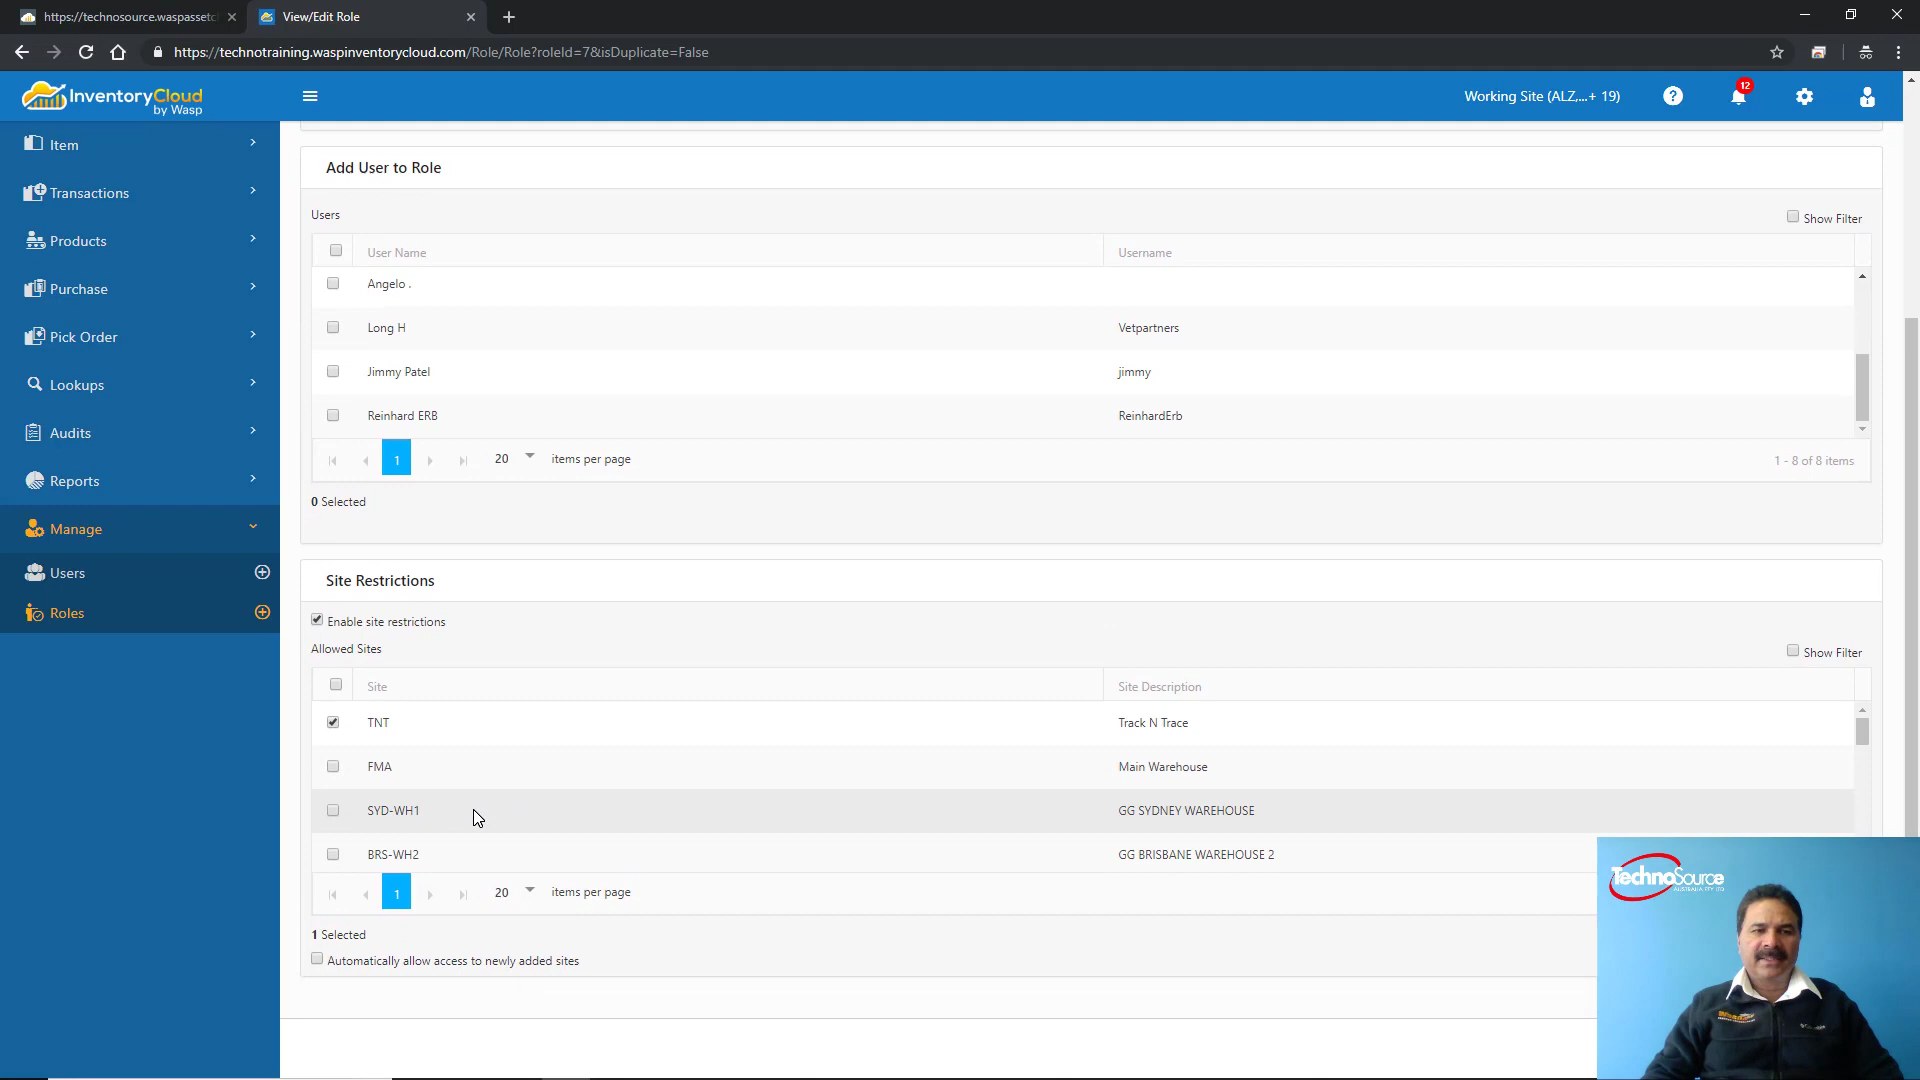 https://technosource.waspassetc
View/Edit Role
https://technotraining.waspinventorycloud.com/Role/Role?roleId=7&isDuplicate=False
InventoryCloud
by Wasp
Working Site (ALZ,...+ 19)
12
Item
Transactions
Products
Purchase
Pick Order
Lookups
Audits
Reports
Manage
Users
Roles
Add User to Role
Users
Show Filter
User Name Username
Angelo .
Long H Vetpartners
Jimmy Patel jimmy
Reinhard ERB ReinhardErb
1 20 items per page 1 - 8 of 8 items
0 Selected
Site Restrictions
Enable site restrictions
Allowed Sites
Show Filter
Site Site Description
TNT Track N Trace
FMA Main Warehouse
SYD-WH1 GG SYDNEY WAREHOUSE
BRS-WH2 GG BRISBANE WAREHOUSE 2
1 20 items per page
1 Selected
Automatically allow access to newly added sites
TechnoSource
AUSTRALIA PTY LTD